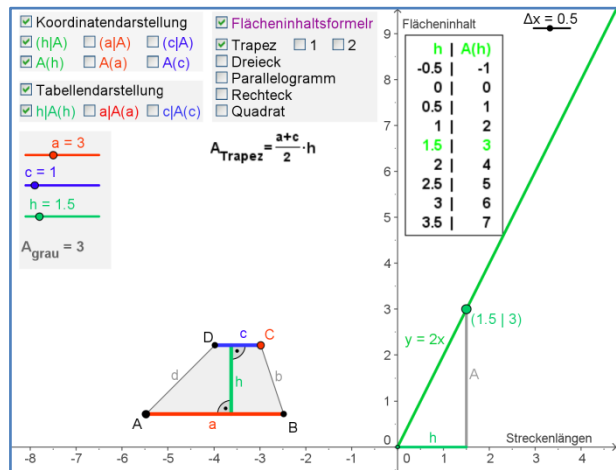 Koordinatendarstellung
(h|A) (a|A) (c|A)
A(h) A(a) A(c)
Tabellendarstellung
h|A(h) a|A(a) c|A(c)
a = 3
c = 1
h = 1.5
A grau = 3
Flächeninhaltsformelr
Trapez 1 2
Dreieck
Parallelogramm
Rechteck
Quadrat
A Trapez = a+c/2 ·h
Flächeninhalt
Δx = 0.5
h | A(h)
-0.5 | -1
0 | 0
0.5 | 1
1 | 2
1.5 | 3
2 | 4
2.5 | 5
3 | 6
3.5 | 7
9
8
7
6
5
4
3
2
1
0
(1.5 | 3)
y = 2x
A
h
D c C
d h b
A a B
Streckenlängen
-8 -7 -6 -5 -4 -3 -2 -1 0 1 2 3 4